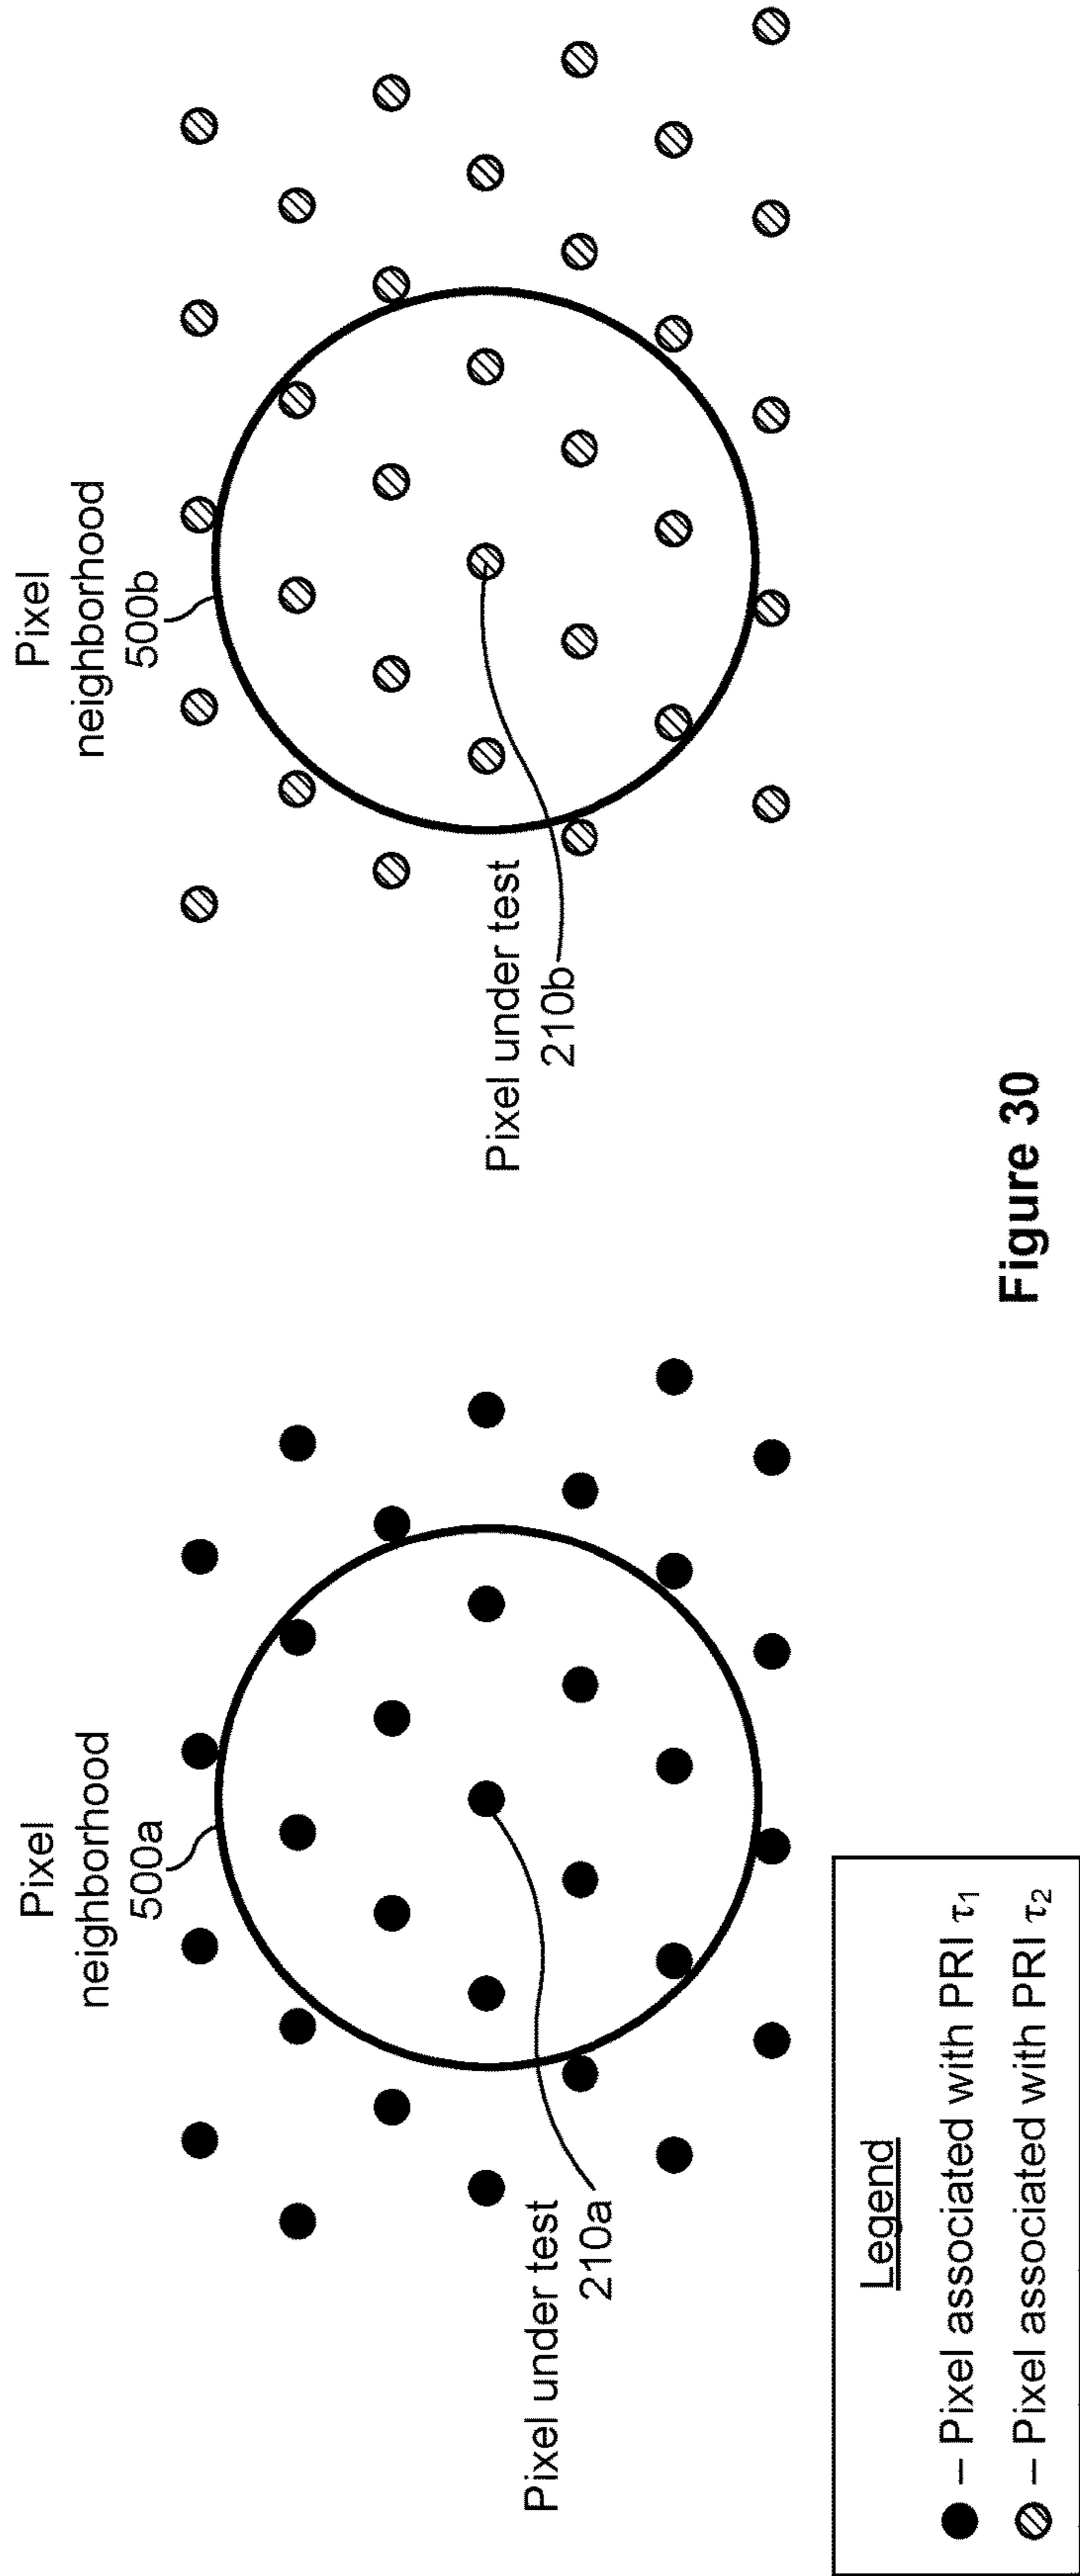 Pixel
neighborhood
500a
Pixel under test
210a
Pixel
neighborhood
500b
Pixel under test
210b
Legend
– Pixel associated with PRI τ₁
– Pixel associated with PRI τ₂
Figure 30